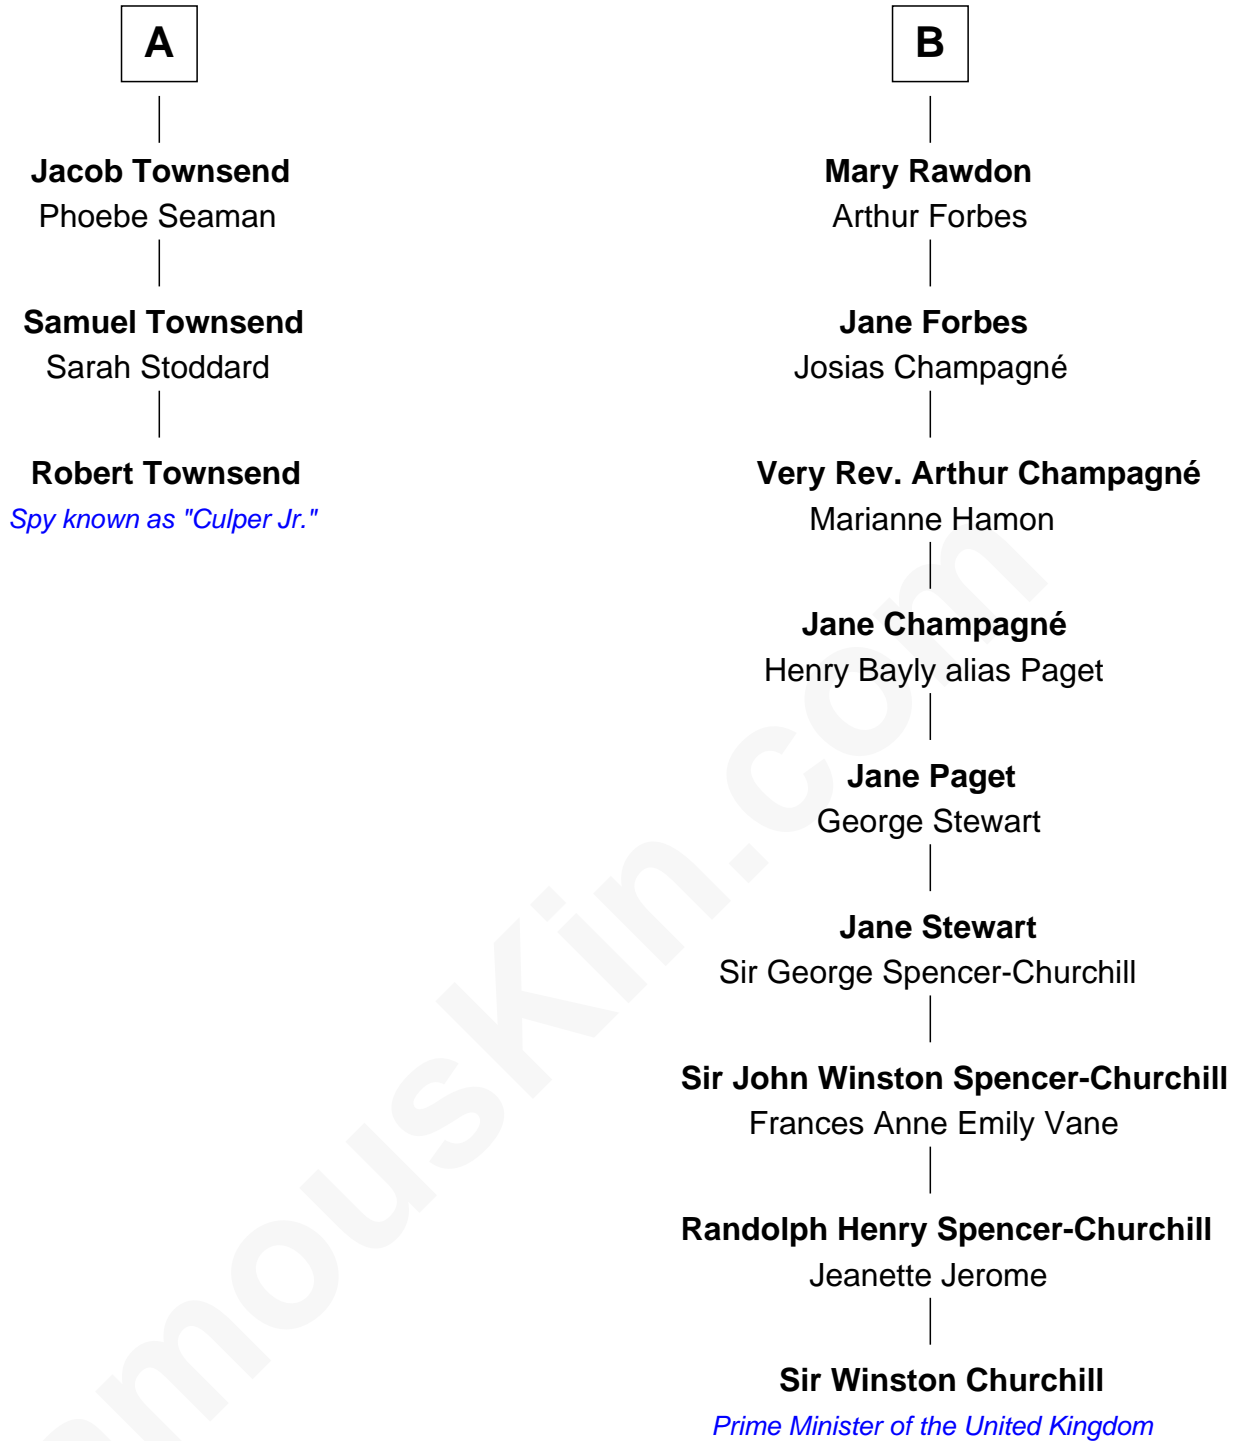 A
Jacob Townsend
Phoebe Seaman
Samuel Townsend
Sarah Stoddard
Robert Townsend
Spy known as "Culper Jr."
B
Mary Rawdon
Arthur Forbes
Jane Forbes
Josias Champagné
Very Rev. Arthur Champagné
Marianne Hamon
Jane Champagné
Henry Bayly alias Paget
Jane Paget
George Stewart
Jane Stewart
Sir George Spencer-Churchill
Sir John Winston Spencer-Churchill
Frances Anne Emily Vane
Randolph Henry Spencer-Churchill
Jeanette Jerome
Sir Winston Churchill
Prime Minister of the United Kingdom
amouskin.com